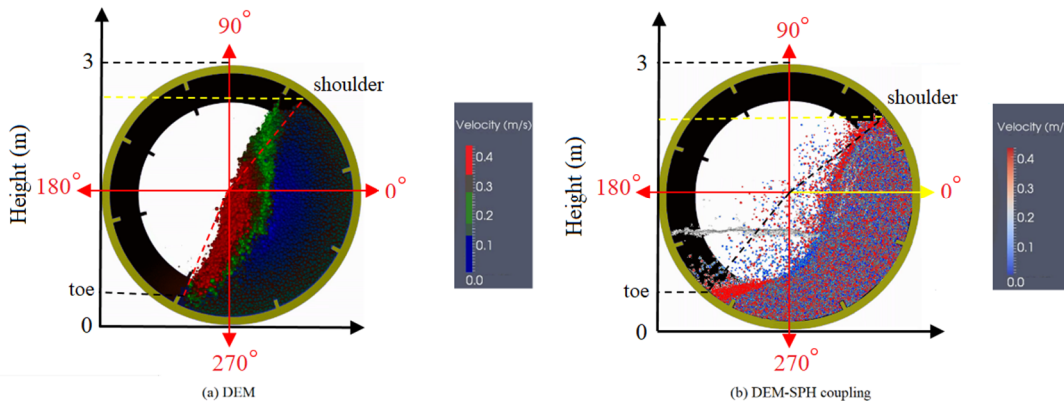 90°
3
shoulder
Height (m)
180°
0°
toe
0
270°
Velocity (m/s)
0.4
0.3
0.2
0.1
0.0
(a) DEM
90°
3
shoulder
Height (m)
180°
0°
toe
0
270°
Velocity (m/
0.4
0.3
0.2
0.1
0.0
(b) DEM-SPH coupling